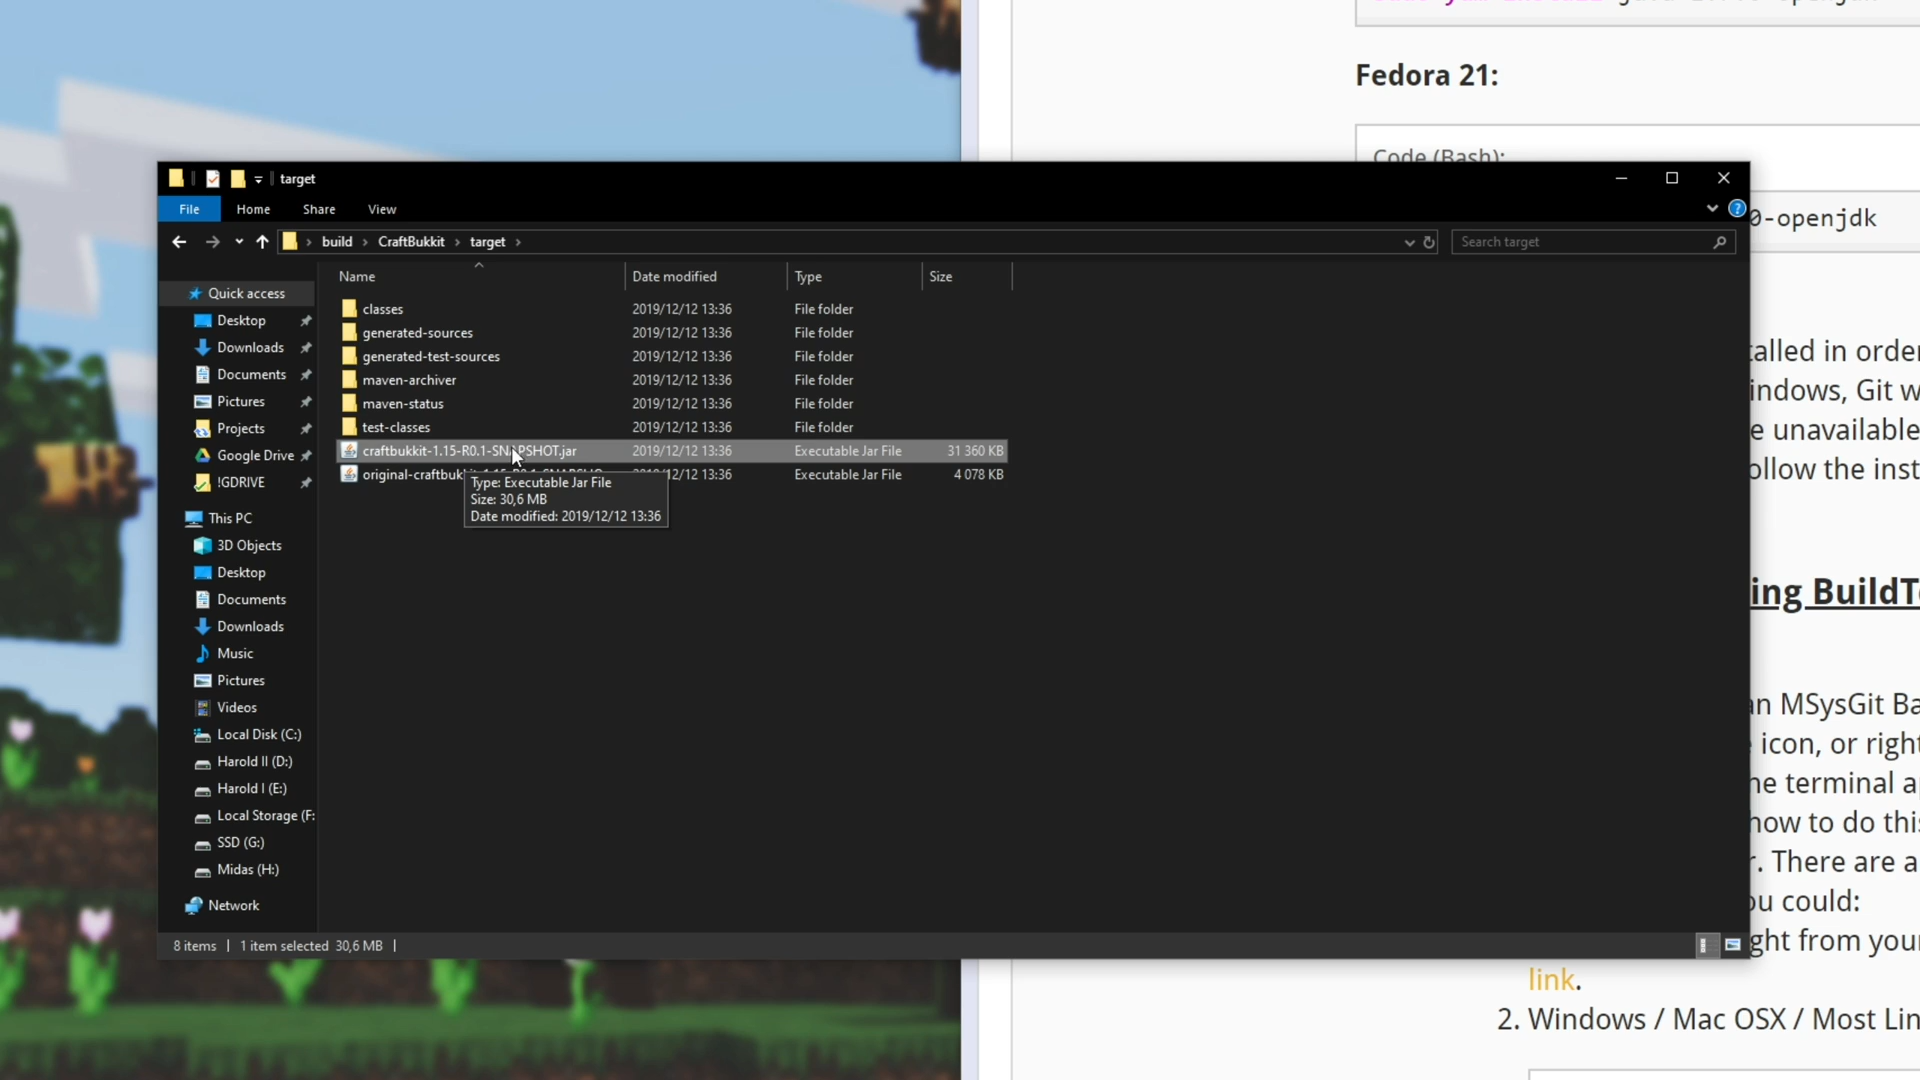 Fedora 21:
Code (Bash):
0-openjdk
target
File
Home
Share
View
build
CraftBukkit
target
Search target
Name
Date modified
Type
Size
Quick access
Desktop
Downloads
Documents
Pictures
Projects
Google Drive
!GDRIVE
This PC
3D Objects
Desktop
Documents
Downloads
Music
Pictures
Videos
Local Disk (C:)
Harold II (D:)
Harold I (E:)
Local Storage (F:
SSD (G:)
Midas (H:)
Network
classes 2019/12/12 13:36 File folder
generated-sources 2019/12/12 13:36 File folder
generated-test-sources 2019/12/12 13:36 File folder
maven-archiver 2019/12/12 13:36 File folder
maven-status 2019/12/12 13:36 File folder
test-classes 2019/12/12 13:36 File folder
craftbukkit-1.15-R0.1-SNAPSHOT.jar 2019/12/12 13:36 Executable Jar File 31 360 KB
original-craftbuk 13:36 Executable Jar File 4 078 KB
Type: Executable Jar File
Size: 30,6 MB
Date modified: 2019/12/12 13:36
8 items
1 item selected 30,6 MB
talled in order
indows, Git w
e unavailable
ollow the inst
ing BuildT
an MSysGit Ba
icon, or right
he terminal a
how to do this
r. There are a
ou could:
ght from your
link.
2. Windows / Mac OSX / Most Lin